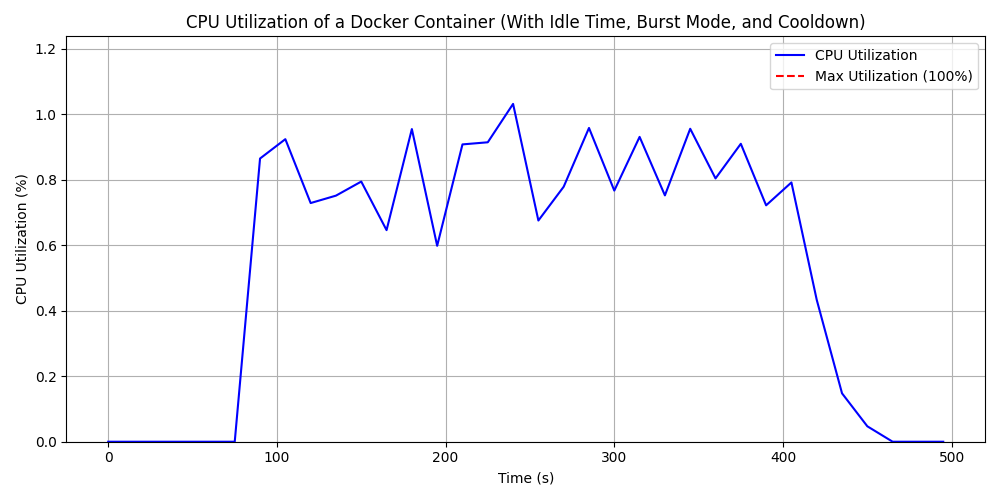 CPU Utilization of a Docker Container (With Idle Time, Burst Mode, and Cooldown)
CPU Utilization
Max Utilization (100%)
CPU Utilization (%)
1.2
1.0
0.8
0.6
0.4
0.2
0.0
0
100
200
300
400
500
Time (s)